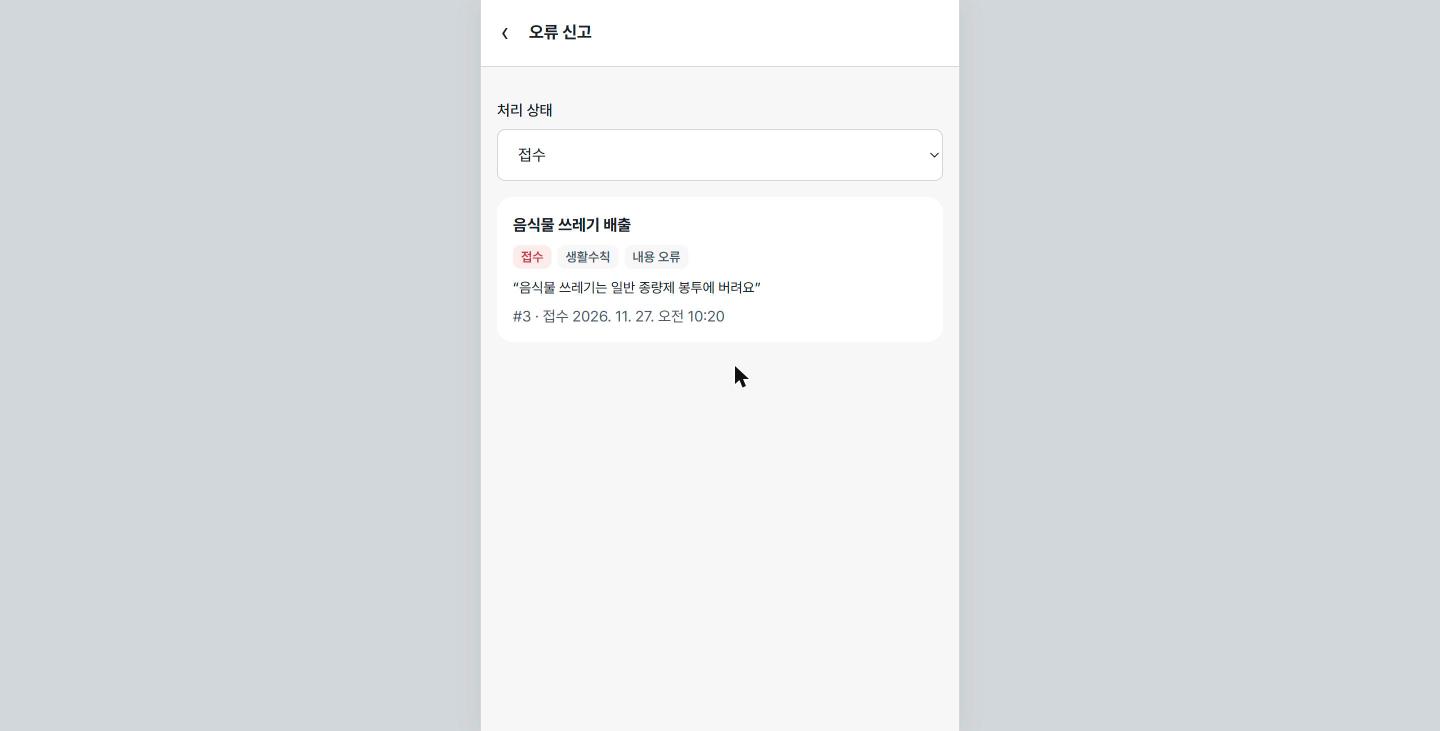 ‹ 오류 신고
처리 상태
접수
음식물 쓰레기 배출
접수 생활수칙 내용 오류
“음식물 쓰레기는 일반 종량제 봉투에 버려요”
#3 · 접수 2026. 11. 27. 오전 10:20